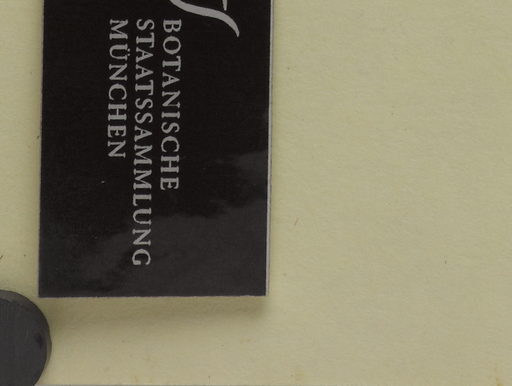 BOTANISCHE
STAATSSAMMLUNG
MÜNCHEN